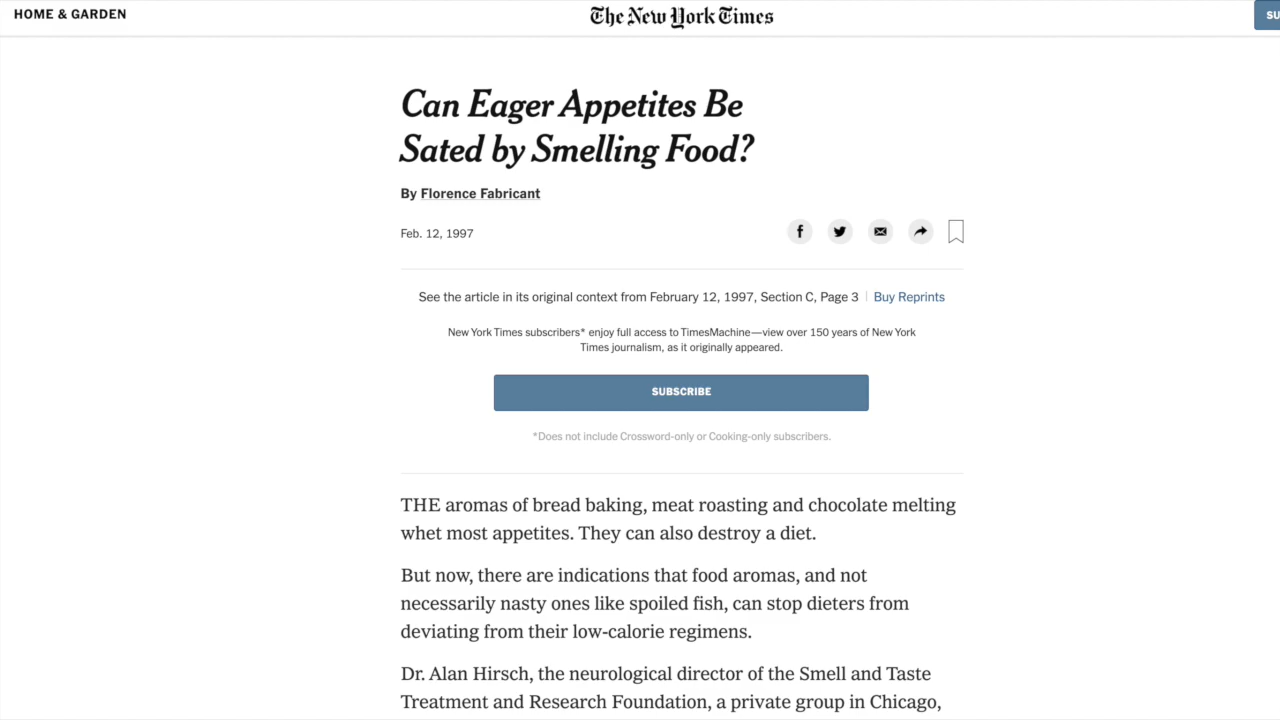 HOME & GARDEN
The New York Times
SU
Can Eager Appetites Be
Sated by Smelling Food?
By Florence Fabricant
Feb. 12, 1997
See the article in its original context from February 12, 1997, Section C, Page 3 | Buy Reprints
New York Times subscribers* enjoy full access to TimesMachine—view over 150 years of New York
Times journalism, as it originally appeared.
SUBSCRIBE
*Does not include Crossword-only or Cooking-only subscribers.
THE aromas of bread baking, meat roasting and chocolate melting
whet most appetites. They can also destroy a diet.
But now, there are indications that food aromas, and not
necessarily nasty ones like spoiled fish, can stop dieters from
deviating from their low-calorie regimens.
Dr. Alan Hirsch, the neurological director of the Smell and Taste
Treatment and Research Foundation, a private group in Chicago,